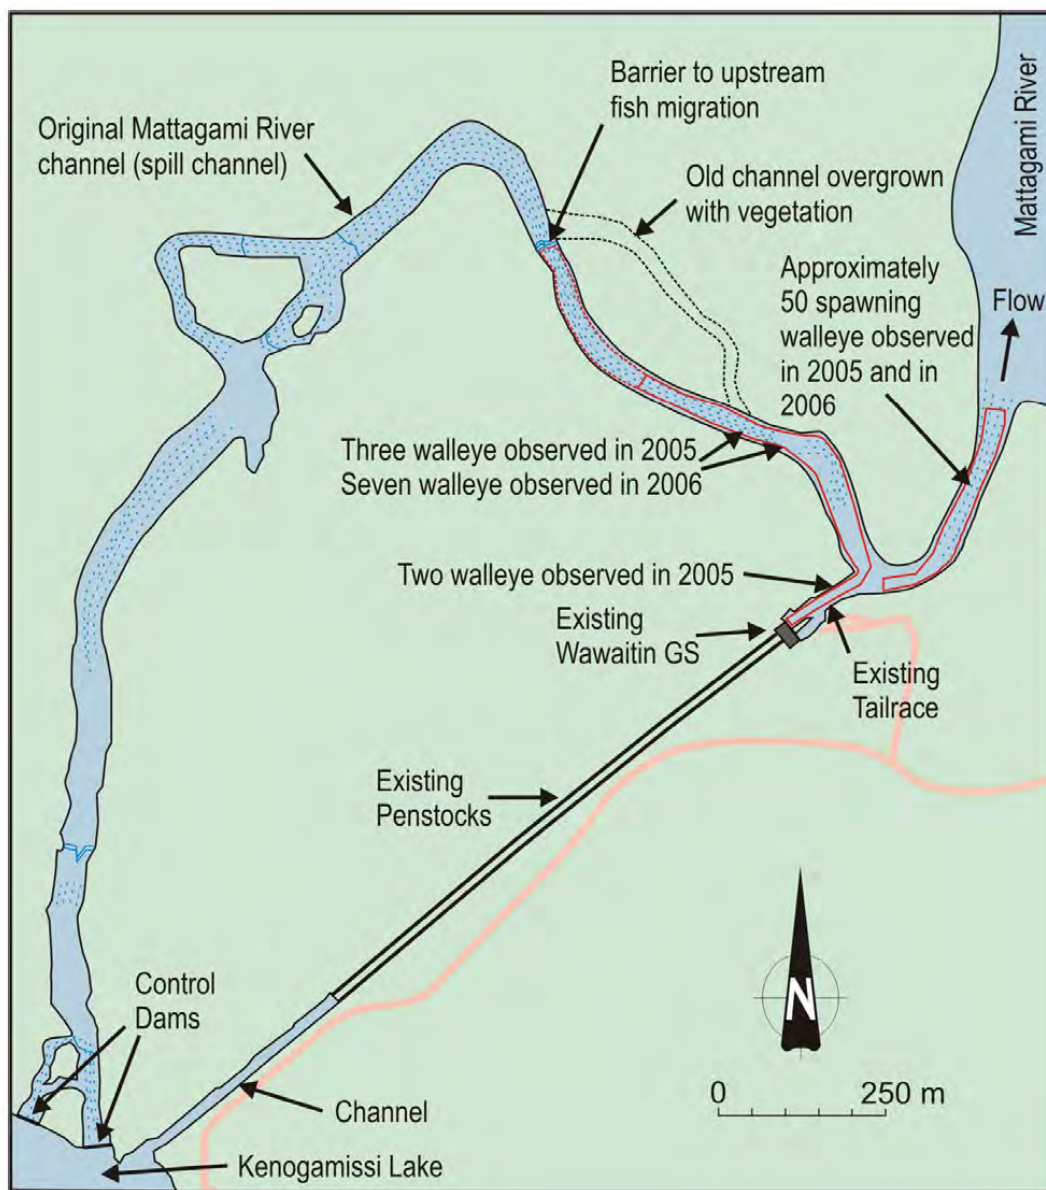 Barrier to upstream
fish migration
Mattagami River
Original Mattagami River
channel (spill channel)
Old channel overgrown
with vegetation
Approximately
50 spawning
walleye observed
in 2005 and in
2006
Flow
Three walleye observed in 2005
Seven walleye observed in 2006
Two walleye observed in 2005
Existing
Wawaitin GS
Existing
Tailrace
Existing
Penstocks
Control
Dams
N
0 250 m
Channel
Kenogamissi Lake